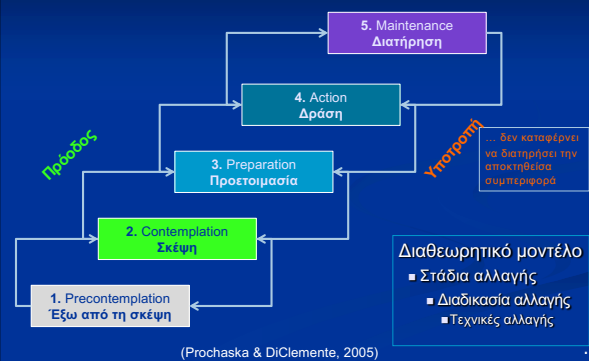 5. Maintenance
Διατήρηση
4. Action
Δράση
Πρόοδος
Υποτροπή
... δεν καταφέρνει
να διατηρήσει την
αποκτηθείσα
συμπεριφορά
3. Preparation
Προετοιμασία
2. Contemplation
Σκέψη
Διαθεωρητικό μοντέλο
▪ Στάδια αλλαγής
▪ Διαδικασία αλλαγής
▪ Τεχνικές αλλαγής
1. Precontemplation
Έξω από τη σκέψη
(Prochaska & DiClemente, 2005)